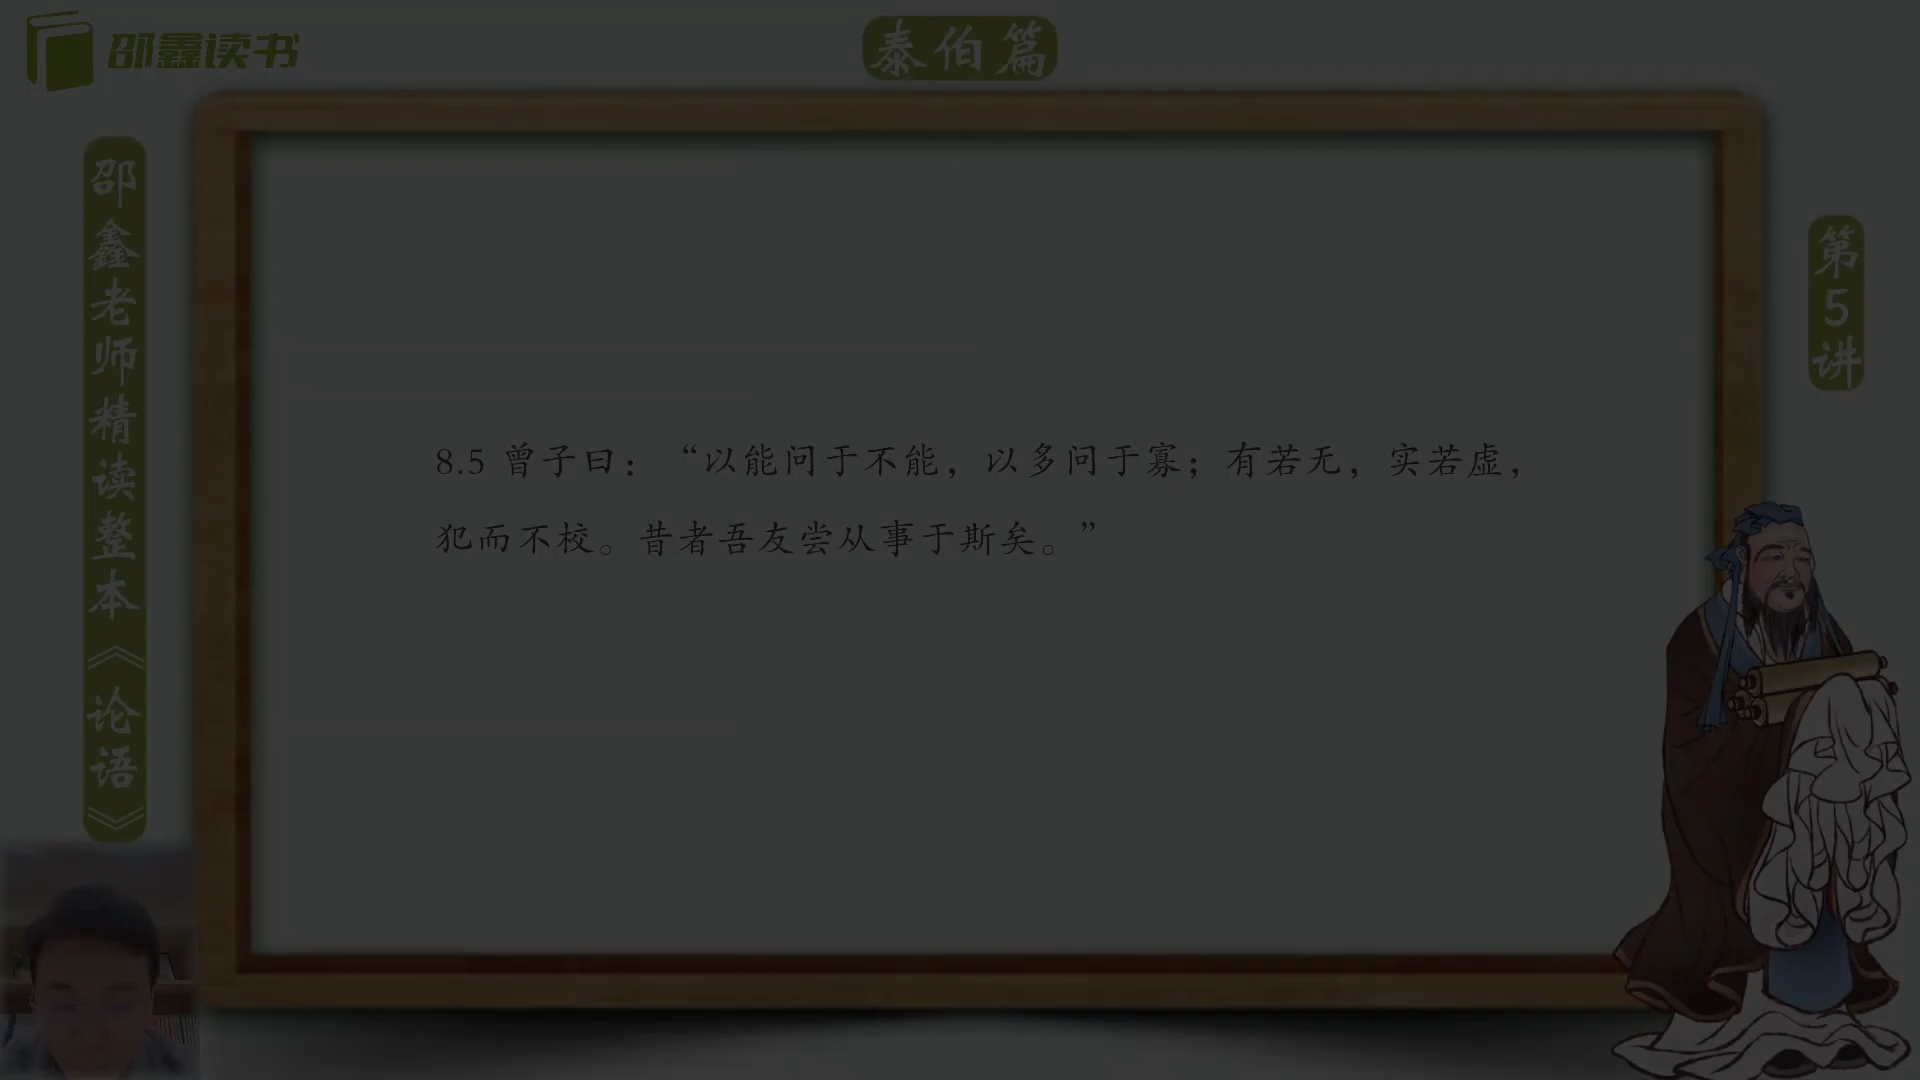 邵鑫读书
泰伯篇
邵鑫老师精读整本《论语》
第5讲
8.5 曾子曰：“以能问于不能，以多问于寡；有若无，实若虚，
犯而不校。昔者吾友尝从事于斯矣。”